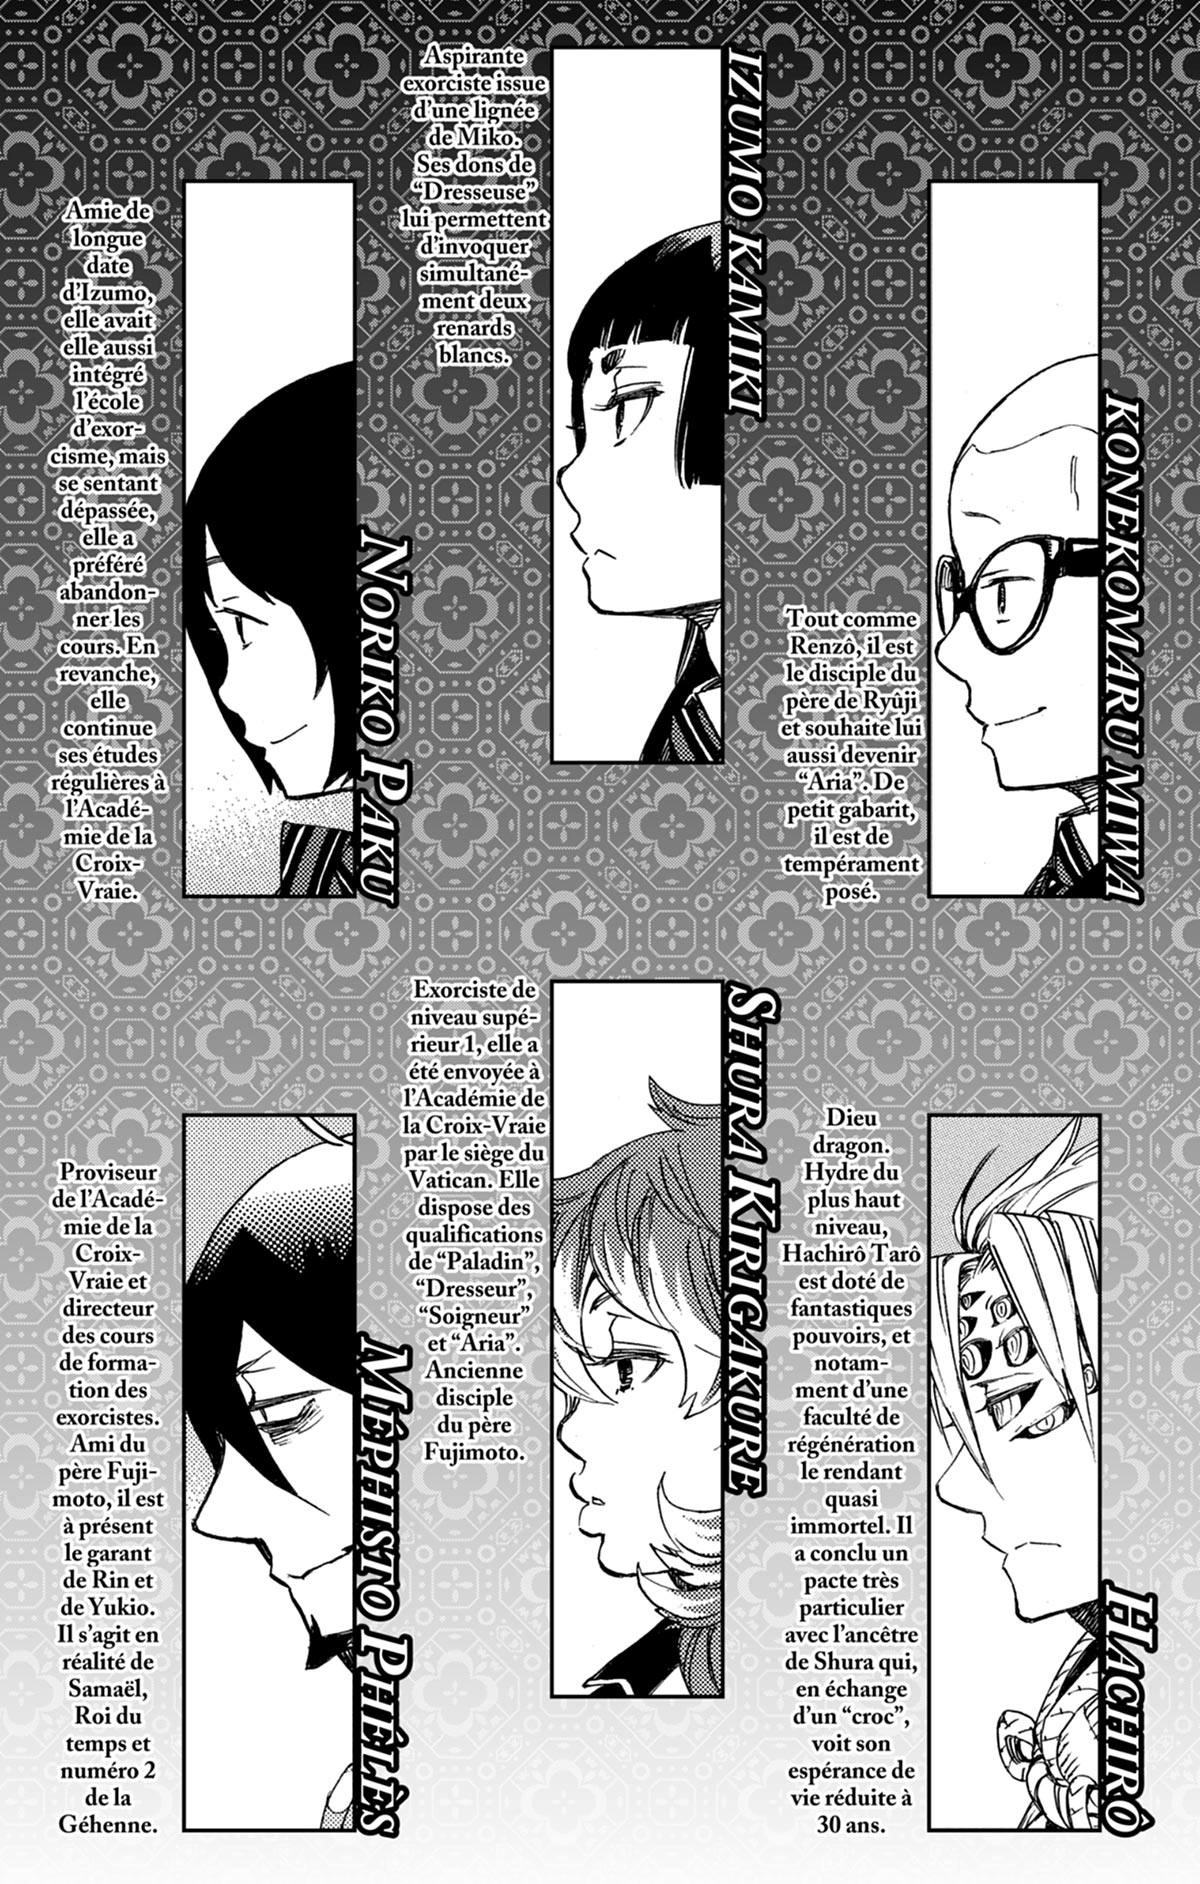 KONEKOMARU MIWA
Tout comme
Renzô, il est
le disciple du
père de Ryûji
et souhaite lui
aussi devenir
“Aria”. De
petit gabarit,
il est de
tempérament
posé.
IZUMO KAMIKI
Aspirante
exorciste issue
d’une lignée
de Miko.
Ses dons de
“Dresseuse”
lui permettent
d’invoquer
simultané-
ment deux
renards
blancs.
NORIKO PAKU
Amie de
longue
date
d’Izumo,
elle avait
elle aussi
intégré
l’école
d’exor-
cisme, mais
se sentant
dépassée,
elle a
préféré
abandon-
ner les
cours. En
revanche,
elle
continue
ses études
régulières à
l’Acadé-
mie de la
Croix-
Vraie.
HACHIRÔ
Dieu
dragon.
Hydre du
plus haut
niveau,
Hachirô Tarô
est doté de
fantastiques
pouvoirs, et
notam-
ment d’une
faculté de
régénération
le rendant
quasi
immortel. Il
a conclu un
pacte très
particulier
avec l’ancêtre
de Shura qui,
en échange
d’un “croc”,
voit son
espérance de
vie réduite à
30 ans.
SHURA KIRIGAKURE
Exorciste de
niveau supé-
rieur 1, elle a
été envoyée à
l’Académie de
la Croix-Vraie
par le siège du
Vatican. Elle
dispose des
qualifications
de “Paladin”,
“Dresseur”,
“Soigneur”
et “Aria”.
Ancienne
disciple
du père
Fujimoto.
MÉPHISTO PHÉLÈS
Proviseur
de l’Acadé-
mie de la
Croix-
Vraie et
directeur
des cours
de forma-
tion des
exorcistes.
Ami du
père Fuji-
moto, il est
à présent
le garant
de Rin et
de Yukio.
Il s’agit en
réalité de
Samaël,
Roi du
temps et
numéro 2
de la
Géhenne.